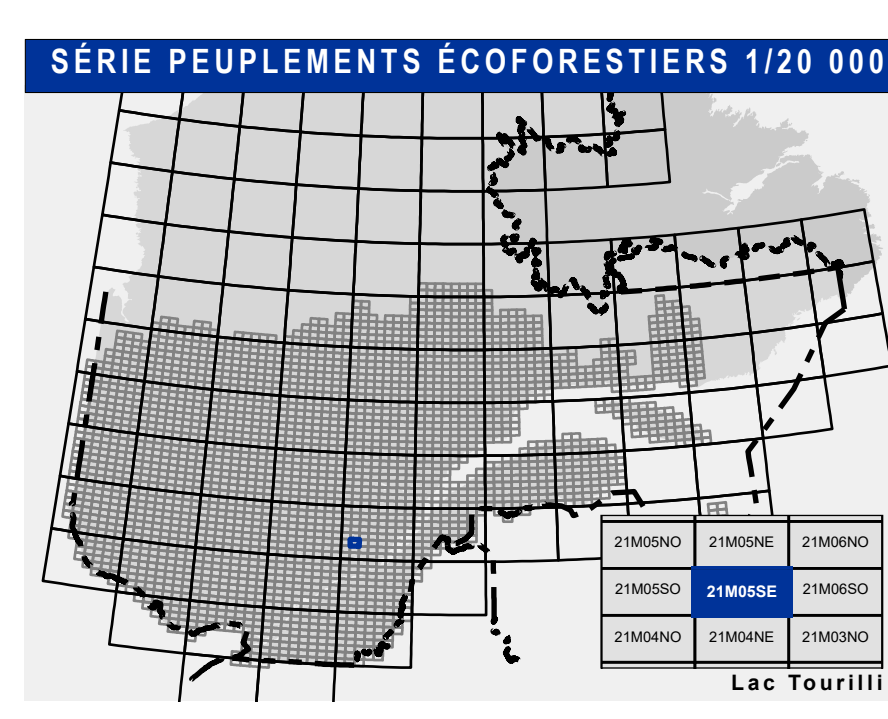 SÉRIE PEUPLEMENTS ÉCOFORESTIERS 1/20 000
21M05NO 21M05NE 21M06NO
21M05SO 21M05SE 21M06SO
21M04NO 21M04NE 21M03NO
Lac Tourilli